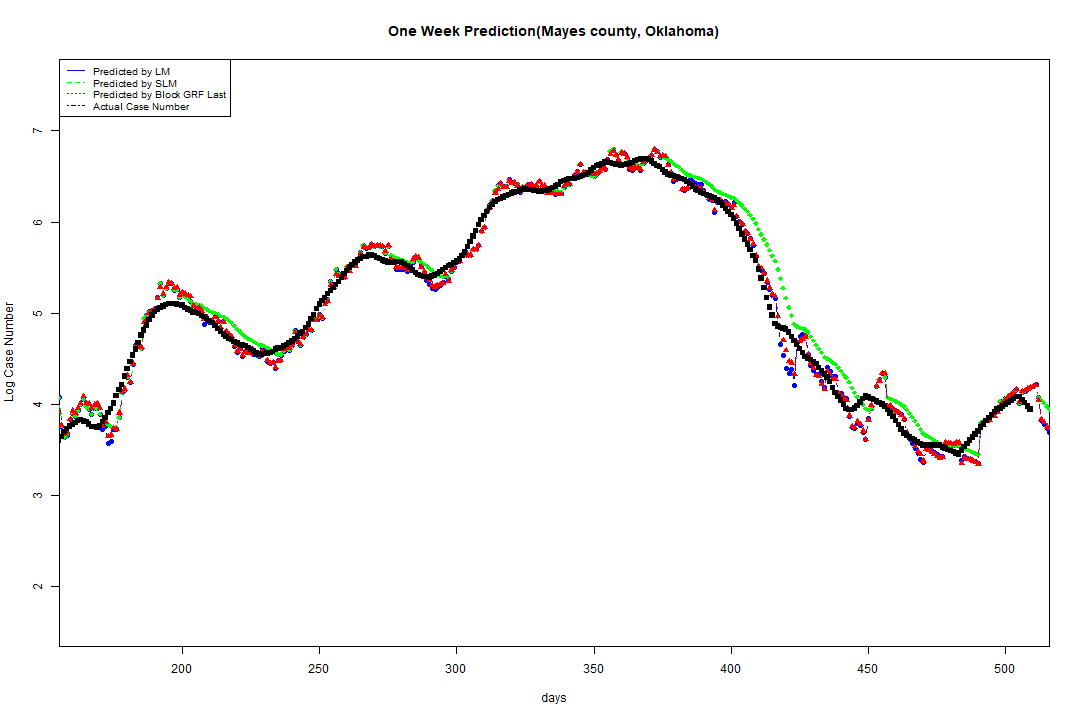 One Week Prediction(Mayes county, Oklahoma)
Predicted by LM
Predicted by SLM
Predicted by Block GRF Last
Actual Case Number
7
6
5
4
3
2
Log Case Number
200 250 300 350 400 450 500
days